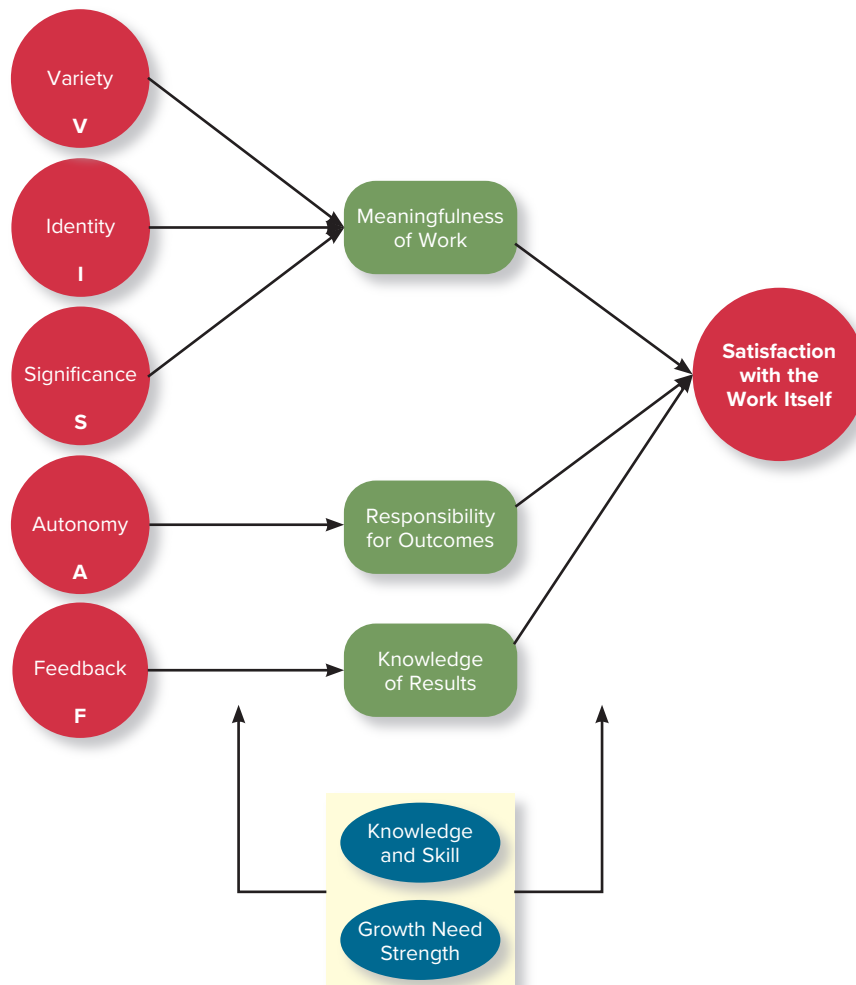 Variety
V
Identity
I
Significance
S
Autonomy
A
Feedback
F
Meaningfulness
of Work
Responsibility
for Outcomes
Knowledge
of Results
Satisfaction
with the
Work Itself
Knowledge
and Skill
Growth Need
Strength